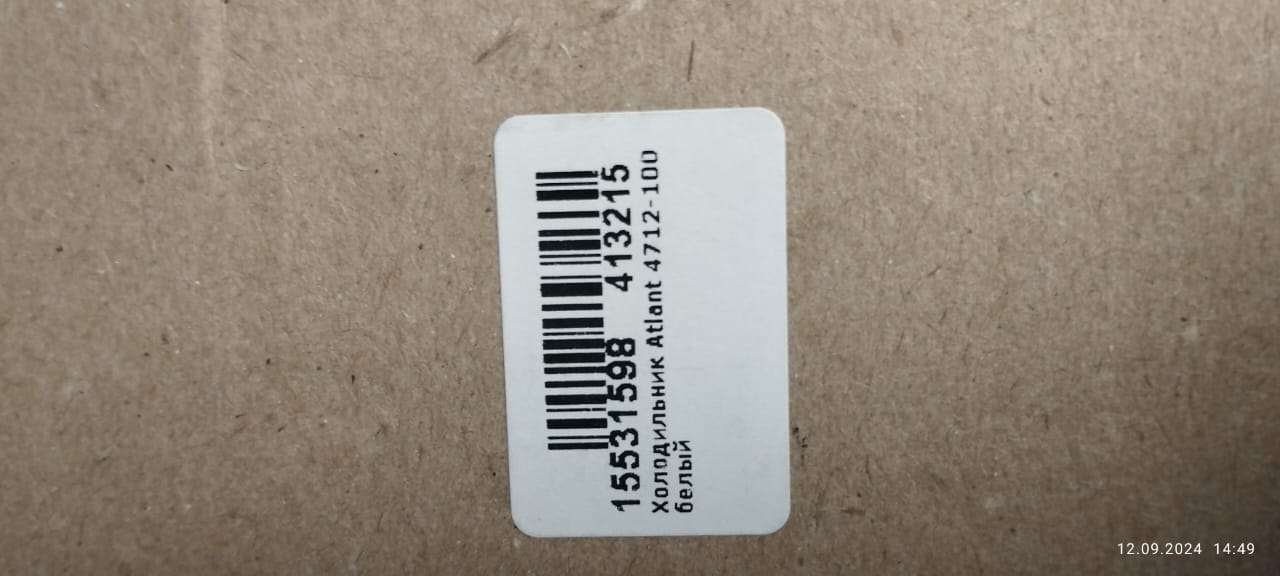 15531598 413215
Холодильник Atlant 4712-100
белый
12.09.2024 14:49